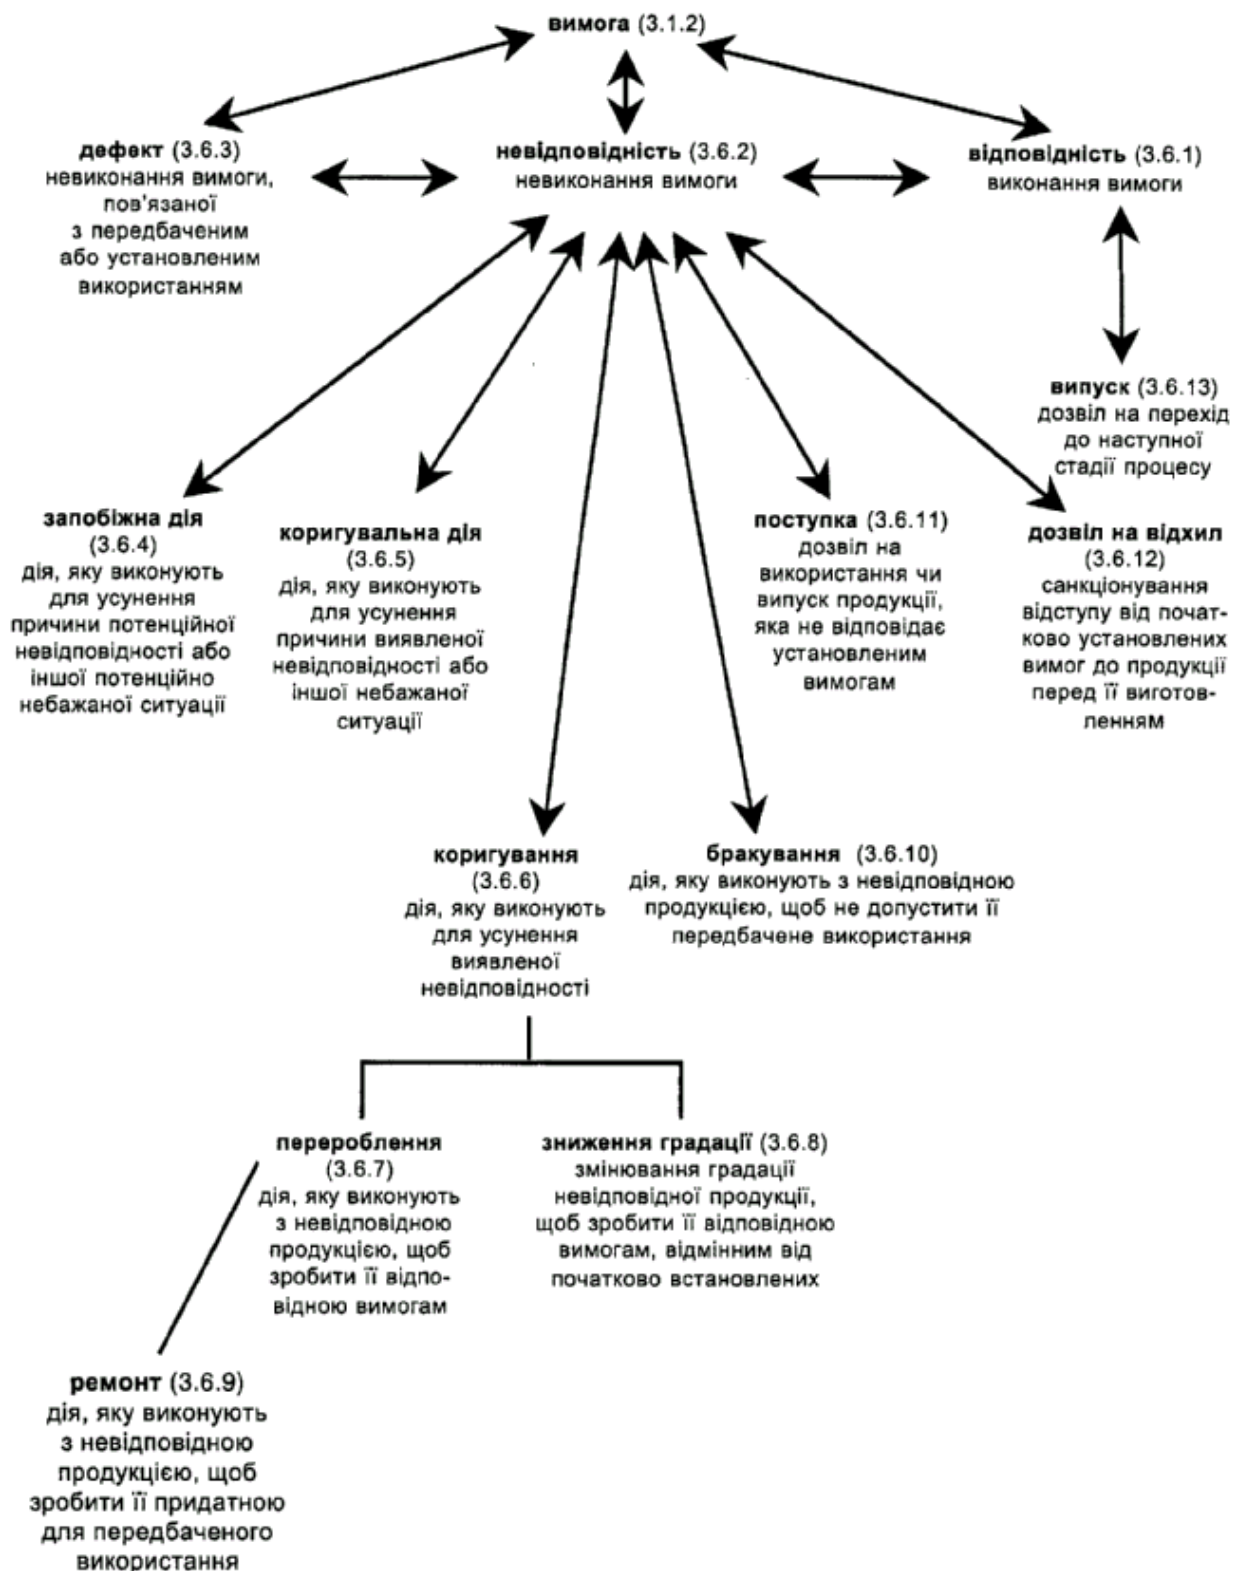 вимога (3.1.2)
дефект (3.6.3)
невиконання вимоги,
пов'язаної
з передбаченим
або установленим
використанням
невідповідність (3.6.2)
невиконання вимоги
відповідність (3.6.1)
виконання вимоги
випуск (3.6.13)
дозвіл на перехід
до наступної
стадії процесу
запобіжна дія
(3.6.4)
дія, яку виконують
для усунення
причини потенційної
невідповідності або
іншої потенційно
небажаної ситуації
коригувальна дія
(3.6.5)
дія, яку виконують
для усунення
причини виявленої
невідповідності або
іншої небажаної
ситуації
поступка (3.6.11)
дозвіл на
використання чи
випуск продукції,
яка не відповідає
установленим
вимогам
дозвіл на відхил
(3.6.12)
санкціонування
відступу від почат-
ково установлених
вимог до продукції
перед її виготов-
ленням
коригування
(3.6.6)
дія, яку виконують
для усунення
виявленої
невідповідності
бракування (3.6.10)
дія, яку виконують з невідповідною
продукцією, щоб не допустити її
передбачене використання
перероблення
(3.6.7)
дія, яку виконують
з невідповідною
продукцією, щоб
зробити її відпо-
відною вимогам
зниження градації (3.6.8)
змінювання градації
невідповідної продукції,
щоб зробити її відповідною
вимогам, відмінним від
початково встановлених
ремонт (3.6.9)
дія, яку виконують
з невідповідною
продукцією, щоб
зробити її придатною
для передбаченого
використання